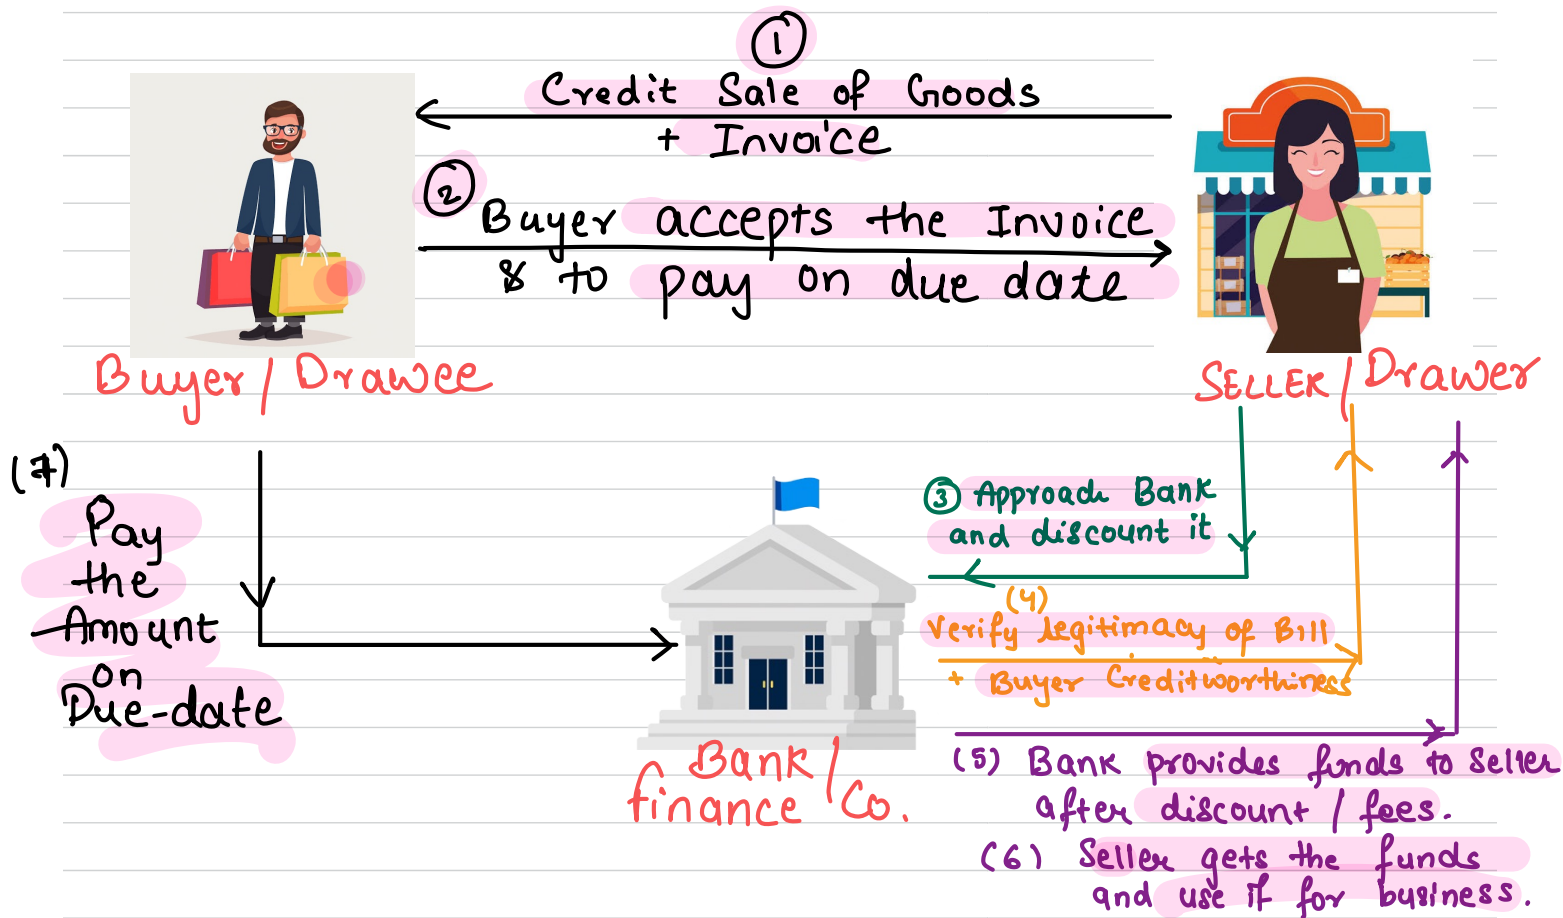 ①
Credit Sale of Goods
+ Invoice
②
Buyer accepts the Invoice
& to pay on due date
Buyer / Drawee
SELLER / Drawer
(7)
Pay
the
Amount
on
Due-date
③ Approach Bank
and discount it
(4)
Verify legitimacy of Bill
+ Buyer Creditworthiness
Bank /
finance Co.
(5) Bank provides funds to Seller
after discount / fees.
(6) Seller gets the funds
and use it for business.